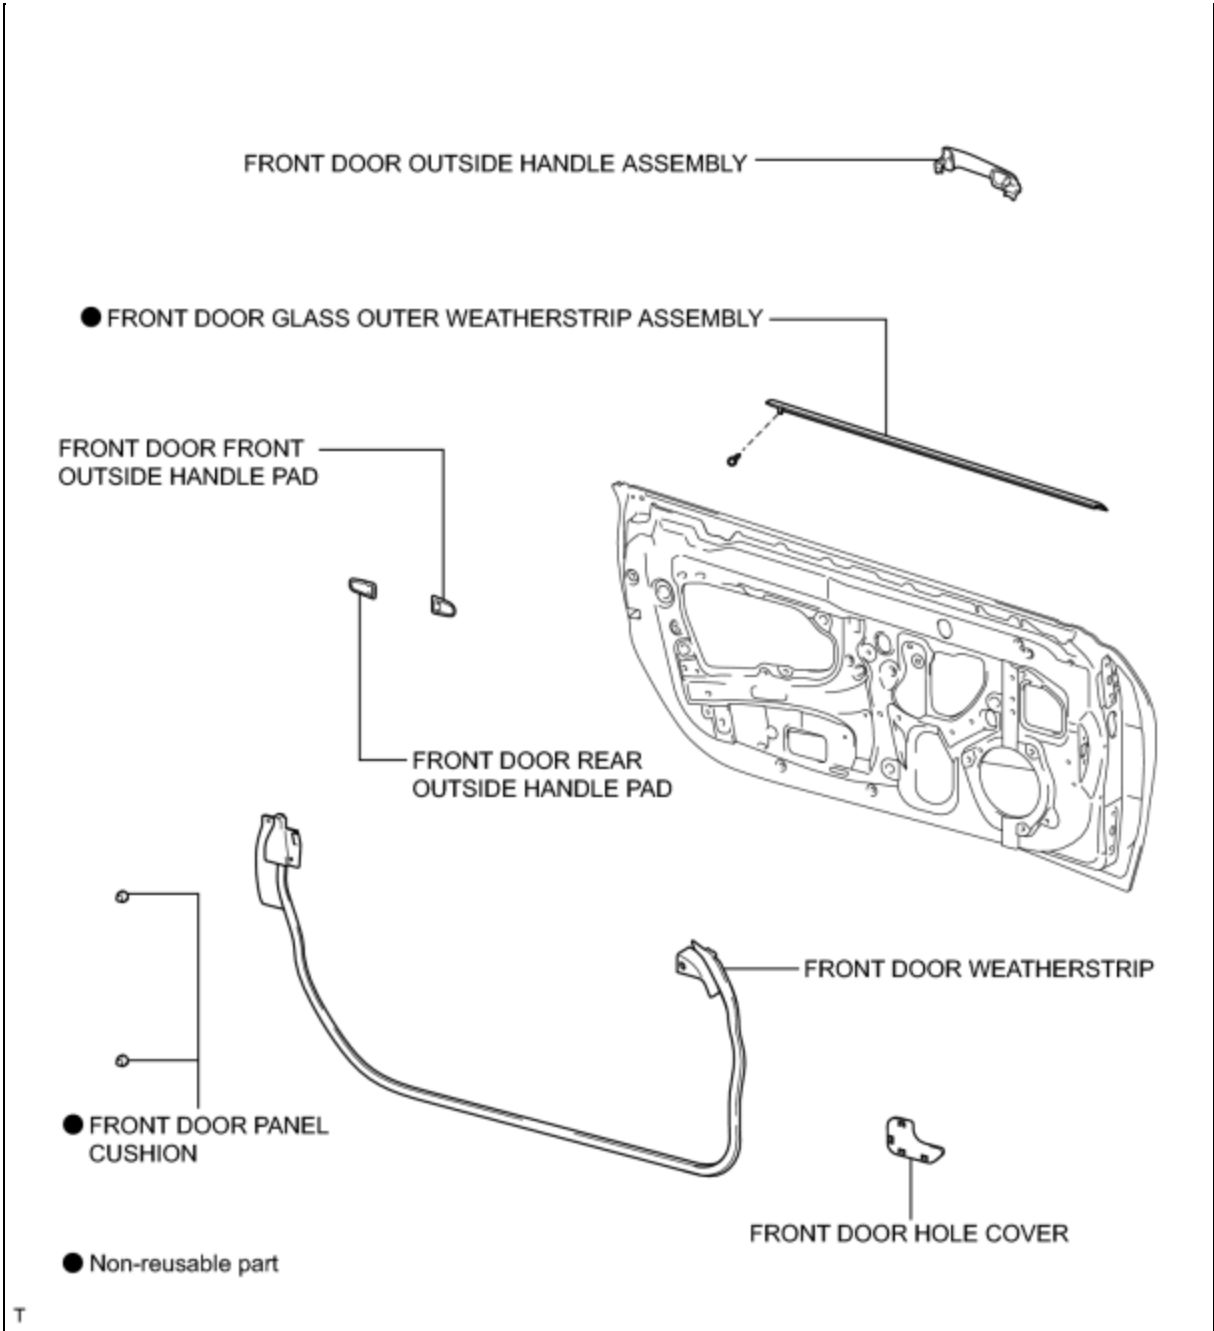 FRONT DOOR OUTSIDE HANDLE ASSEMBLY
● FRONT DOOR GLASS OUTER WEATHERSTRIP ASSEMBLY
FRONT DOOR FRONT
OUTSIDE HANDLE PAD
FRONT DOOR REAR
OUTSIDE HANDLE PAD
FRONT DOOR WEATHERSTRIP
● FRONT DOOR PANEL
CUSHION
FRONT DOOR HOLE COVER
● Non-reusable part
T